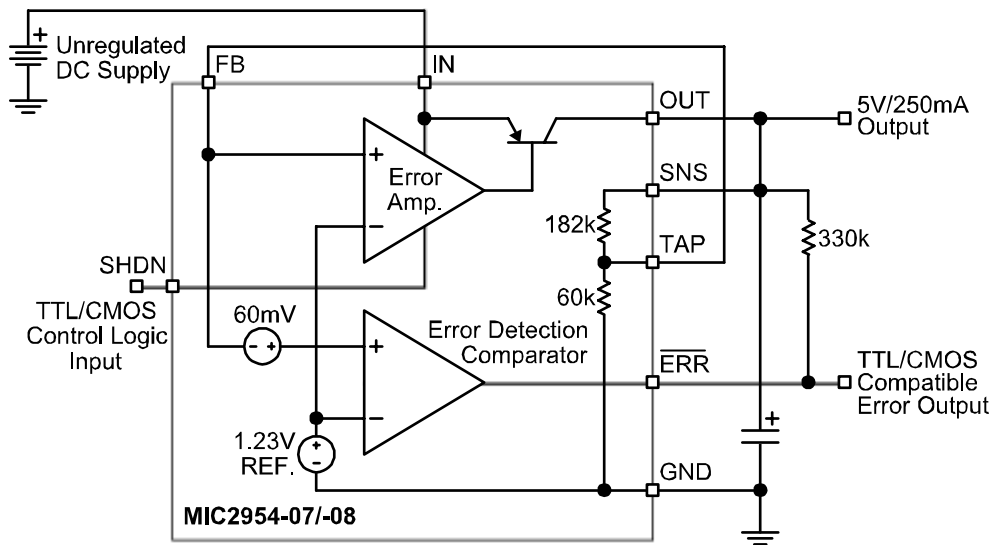 Unregulated
DC Supply
FB
IN
OUT
5V/250mA
Output
Error
Amp.
SNS
182k
330k
TAP
SHDN
60k
TTL/CMOS
Control Logic
Input
60mV
Error Detection
Comparator
ERR
TTL/CMOS
Compatible
Error Output
1.23V
REF.
GND
MIC2954-07/-08